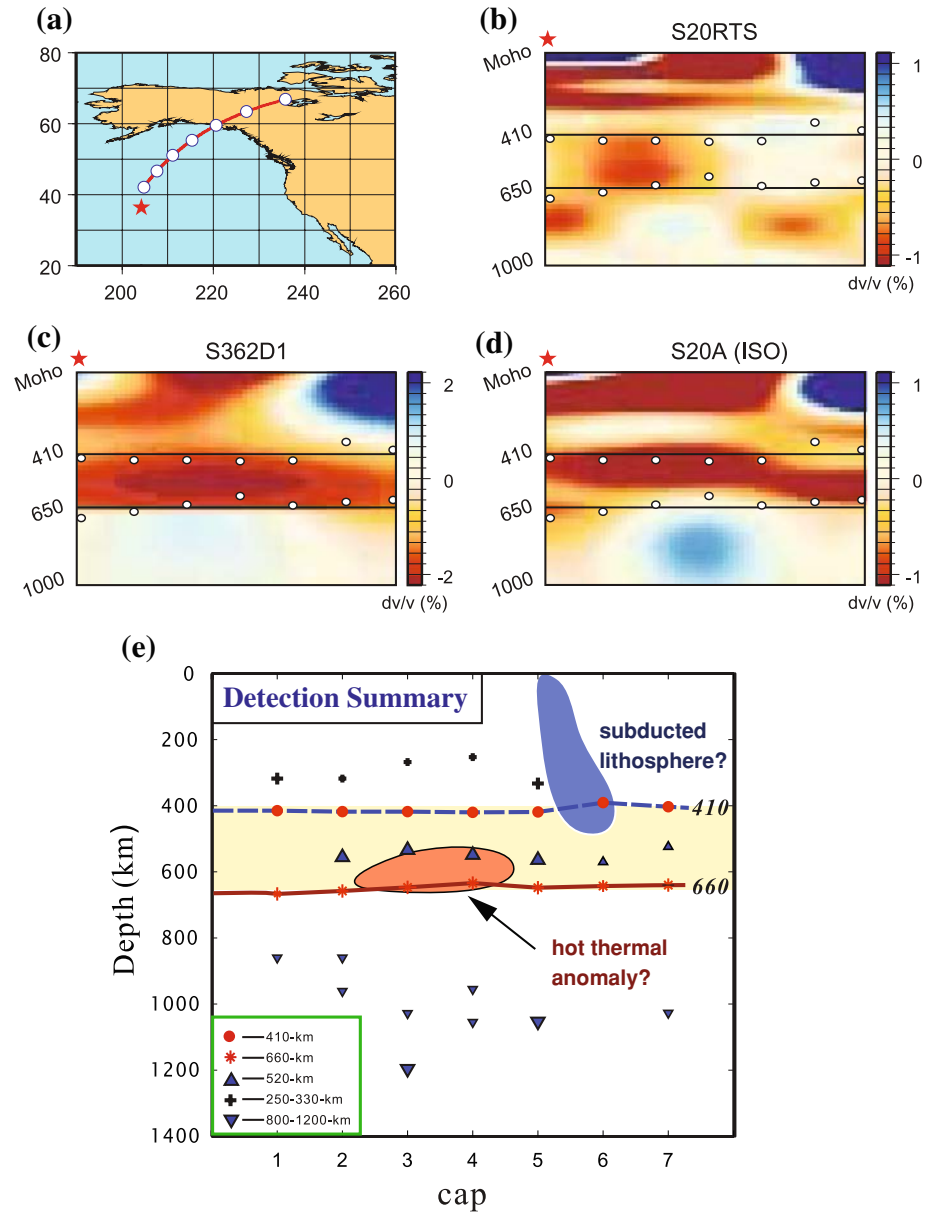 (a)
80
60
40
20
200
220
240
260
(b)
S20RTS
Moho
410
650
1000
1
0
-1
dv/v (%)
(c)
S362D1
Moho
410
650
1000
2
0
-2
dv/v (%)
(d)
S20A (ISO)
Moho
410
650
1000
1
0
-1
dv/v (%)
(e)
Detection Summary
0
200
400
600
800
1000
1200
1400
Depth (km)
subducted
lithosphere?
410
660
hot thermal
anomaly?
410-km
660-km
520-km
250-330-km
800-1200-km
1
2
3
4
5
6
7
cap